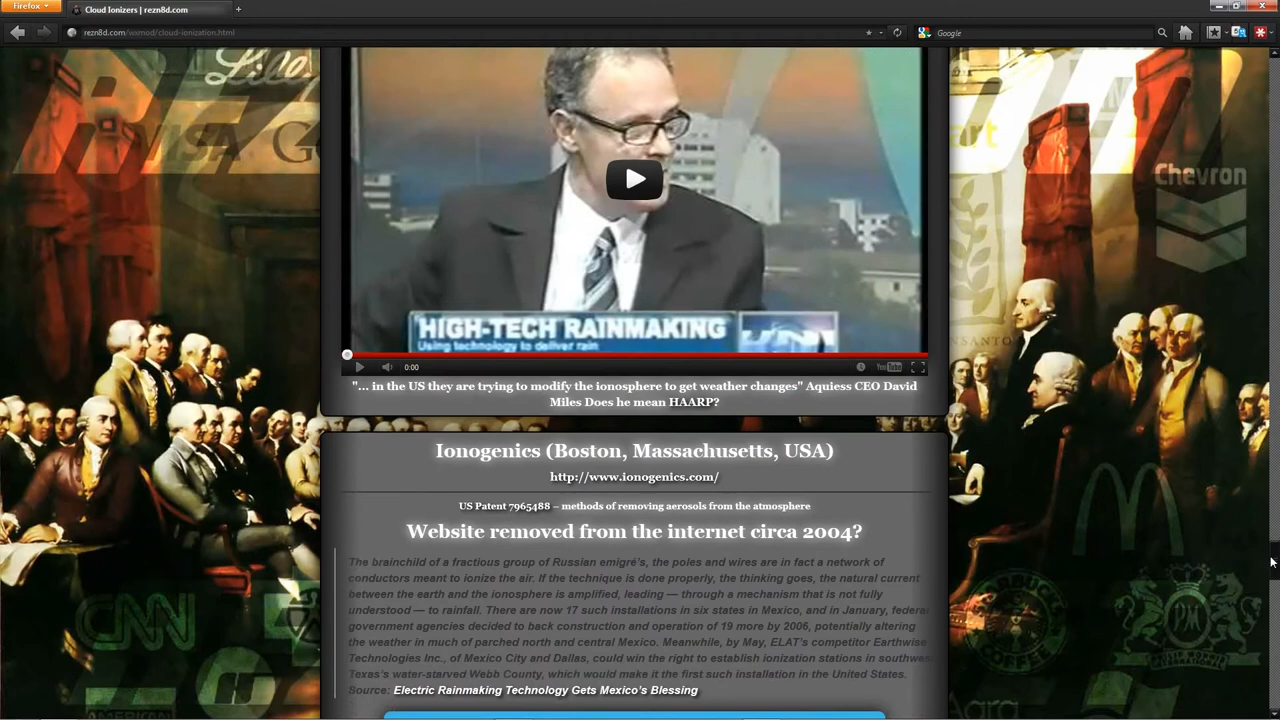 Firefox
Cloud Ionizers | rezn8d.com
rezn8d.com/wxmod/cloud-ionization.html
Google
VISA
art
Chevron
HIGH-TECH RAINMAKING
Using technology to deliver rain
0:00
YouTube
"... in the US they are trying to modify the ionosphere to get weather changes" Aquiess CEO David
Miles Does he mean HAARP?
Ionogenics (Boston, Massachusetts, USA)
http://www.ionogenics.com/
US Patent 7965488 – methods of removing aerosols from the atmosphere
Website removed from the internet circa 2004?
The brainchild of a fractious group of Russian emigré's, the poles and wires are in fact a network of
conductors meant to ionize the air. If the technique is done properly, the thinking goes, the natural current
between the earth and the ionosphere is amplified, leading — through a mechanism that is not fully
understood — to rainfall. There are now 17 such installations in six states in Mexico, and in January, federa
government agencies decided to back construction and operation of 19 more by 2006, potentially altering
the weather in much of parched north and central Mexico. Meanwhile, by May, ELAT's competitor Earthwise
Technologies Inc., of Mexico City and Dallas, could win the right to establish ionization stations in southwes
Texas's water-starved Webb County, which would make it the first such installation in the United States.
Source: Electric Rainmaking Technology Gets Mexico's Blessing
CNN
COFFEE
PHILIP MORRIS
INTERNATIONAL
AMERICAN